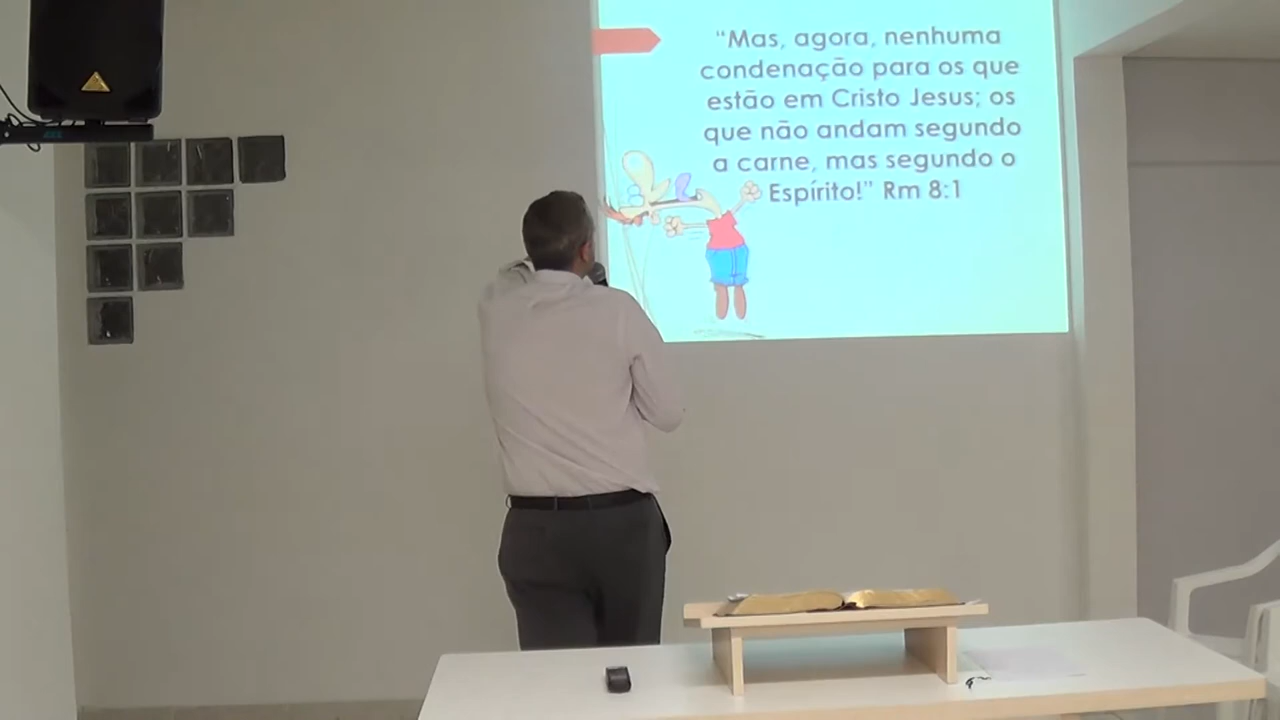 “Mas, agora, nenhuma
condenação para os que
estão em Cristo Jesus; os
que não andam segundo
a carne, mas segundo o
Espírito!” Rm 8:1